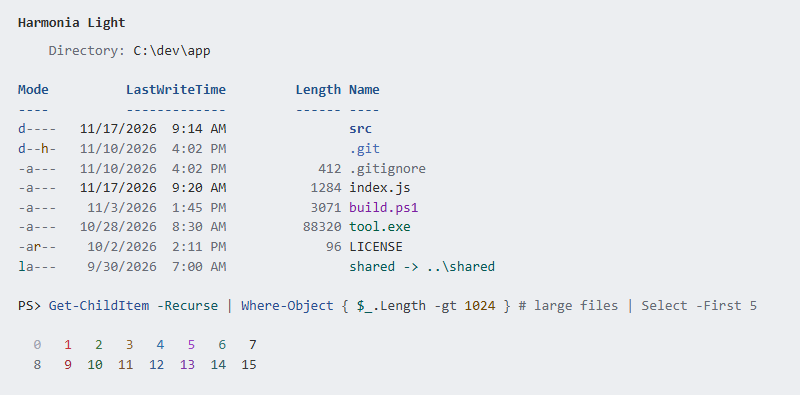 Harmonia Light
    Directory: C:\dev\app
Mode          LastWriteTime         Length Name
----          -------------         ------ ----
d----   11/17/2026  9:14 AM                src
d--h-   11/10/2026  4:02 PM                .git
-a---   11/10/2026  4:02 PM            412 .gitignore
-a---   11/17/2026  9:20 AM           1284 index.js
-a---    11/3/2026  1:45 PM           3071 build.ps1
-a---   10/28/2026  8:30 AM          88320 tool.exe
-ar--    10/2/2026  2:11 PM             96 LICENSE
la---    9/30/2026  7:00 AM                shared -> ..\shared
PS> Get-ChildItem -Recurse | Where-Object { $_.Length -gt 1024 } # large files | Select -First 5
  0   1   2   3   4   5   6   7
  8   9  10  11  12  13  14  15